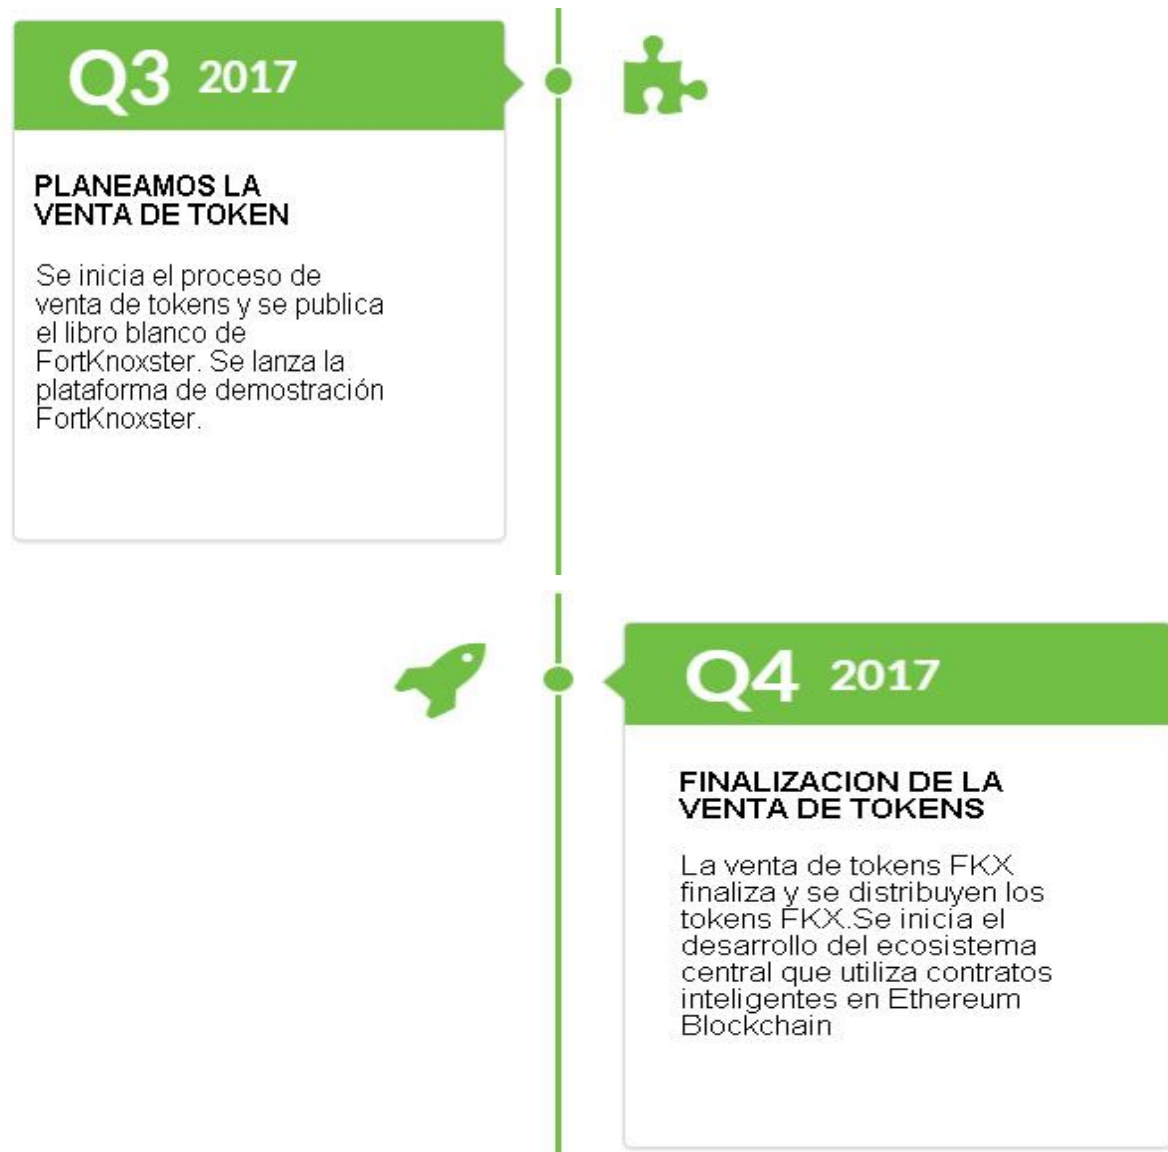 Q3 2017
PLANEAMOS LA
VENTA DE TOKEN
Se inicia el proceso de
venta de tokens y se publica
el libro blanco de
FortKnoxster. Se lanza la
plataforma de demostración
FortKnoxster.
Q4 2017
FINALIZACION DE LA
VENTA DE TOKENS
La venta de tokens FKX
finaliza y se distribuyen los
tokens FKX.Se inicia el
desarrollo del ecosistema
central que utiliza contratos
inteligentes en Ethereum
Blockchain